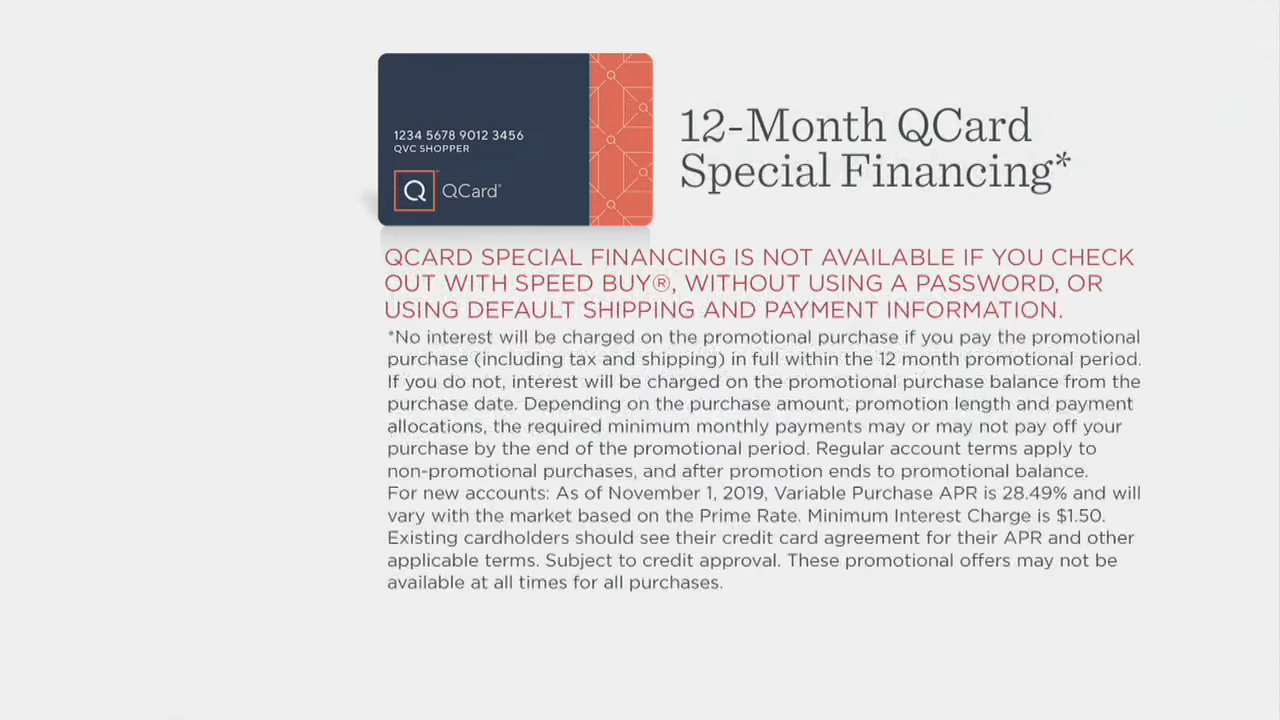 1234 5678 9012 3456
QVC SHOPPER
Q QCard®
12-Month QCard
Special Financing*
QCARD SPECIAL FINANCING IS NOT AVAILABLE IF YOU CHECK
OUT WITH SPEED BUY®, WITHOUT USING A PASSWORD, OR
USING DEFAULT SHIPPING AND PAYMENT INFORMATION.
*No interest will be charged on the promotional purchase if you pay the promotional
purchase (including tax and shipping) in full within the 12 month promotional period.
If you do not, interest will be charged on the promotional purchase balance from the
purchase date. Depending on the purchase amount, promotion length and payment
allocations, the required minimum monthly payments may or may not pay off your
purchase by the end of the promotional period. Regular account terms apply to
non-promotional purchases, and after promotion ends to promotional balance.
For new accounts: As of November 1, 2019, Variable Purchase APR is 28.49% and will
vary with the market based on the Prime Rate. Minimum Interest Charge is $1.50.
Existing cardholders should see their credit card agreement for their APR and other
applicable terms. Subject to credit approval. These promotional offers may not be
available at all times for all purchases.